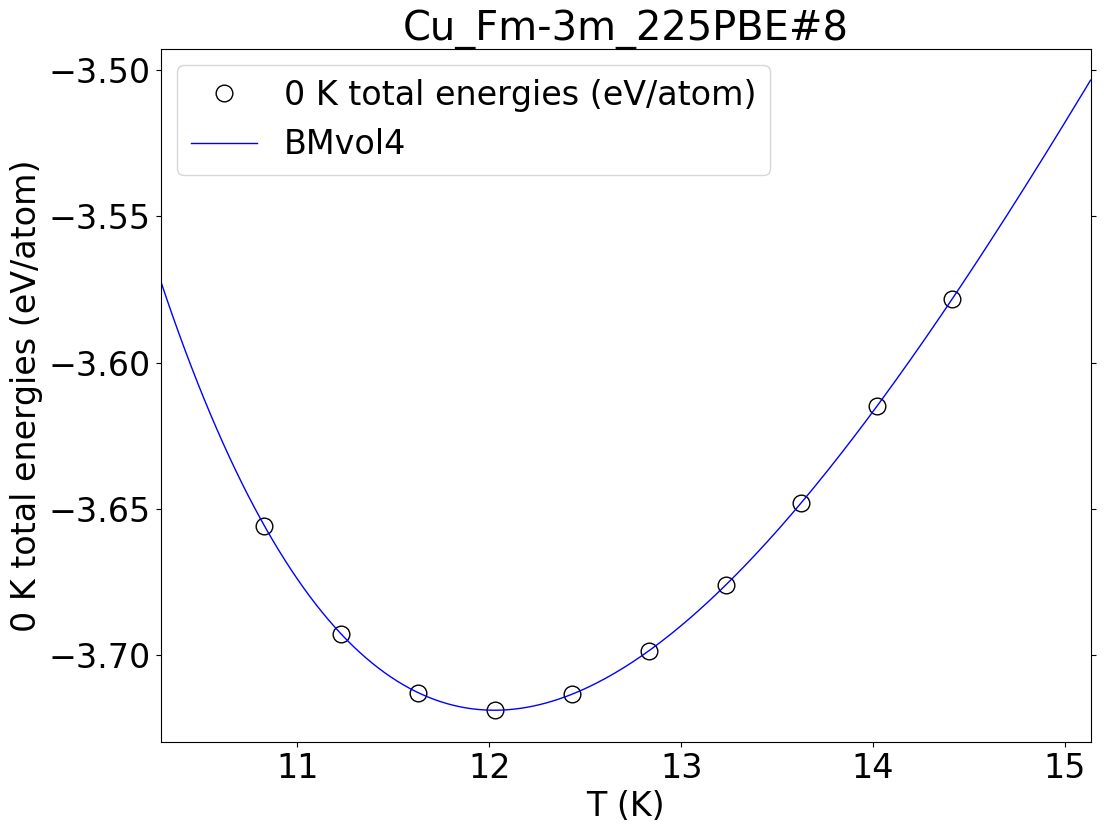 Cu_Fm-3m_225PBE#8
0 K total energies (eV/atom)
BMvol4
0 K total energies (eV/atom)
−3.50
−3.55
−3.60
−3.65
−3.70
11
12
13
14
15
T (K)